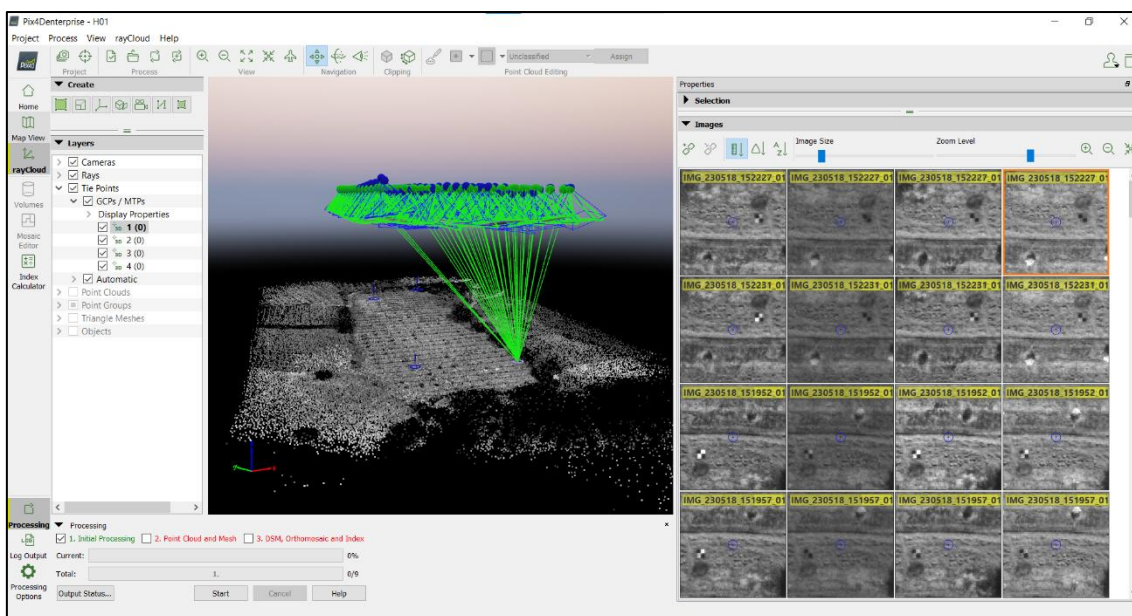 Pix4Denterprise - H01
Project Process View rayCloud Help
Project Process View Navigation Clipping Point Cloud Editing
Unclassified Assign
Home
Map View
rayCloud
Volumes
Mosaic Editor
Index Calculator
Create
Layers
Cameras
Rays
Tie Points
GCPs / MTPs
Display Properties
1 (0)
2 (0)
3 (0)
4 (0)
Automatic
Point Clouds
Point Groups
Triangle Meshes
Objects
Properties
Selection
Images
Image Size Zoom Level
IMG_230518_152227_01 IMG_230518_152227_01 IMG_230518_152227_01 IMG_230518_152227_01
IMG_230518_152231_01 IMG_230518_152231_01 IMG_230518_152231_01 IMG_230518_152231_01
IMG_230518_151952_01 IMG_230518_151952_01 IMG_230518_151952_01 IMG_230518_151952_01
IMG_230518_151957_01 IMG_230518_151957_01 IMG_230518_151957_01 IMG_230518_151957_01
Processing
Log Output
Processing Options
Processing
1. Initial Processing 2. Point Cloud and Mesh 3. DSM, Orthomosaic and Index
Current: 0%
Total: 1. 0/9
Output Status... Start Cancel Help